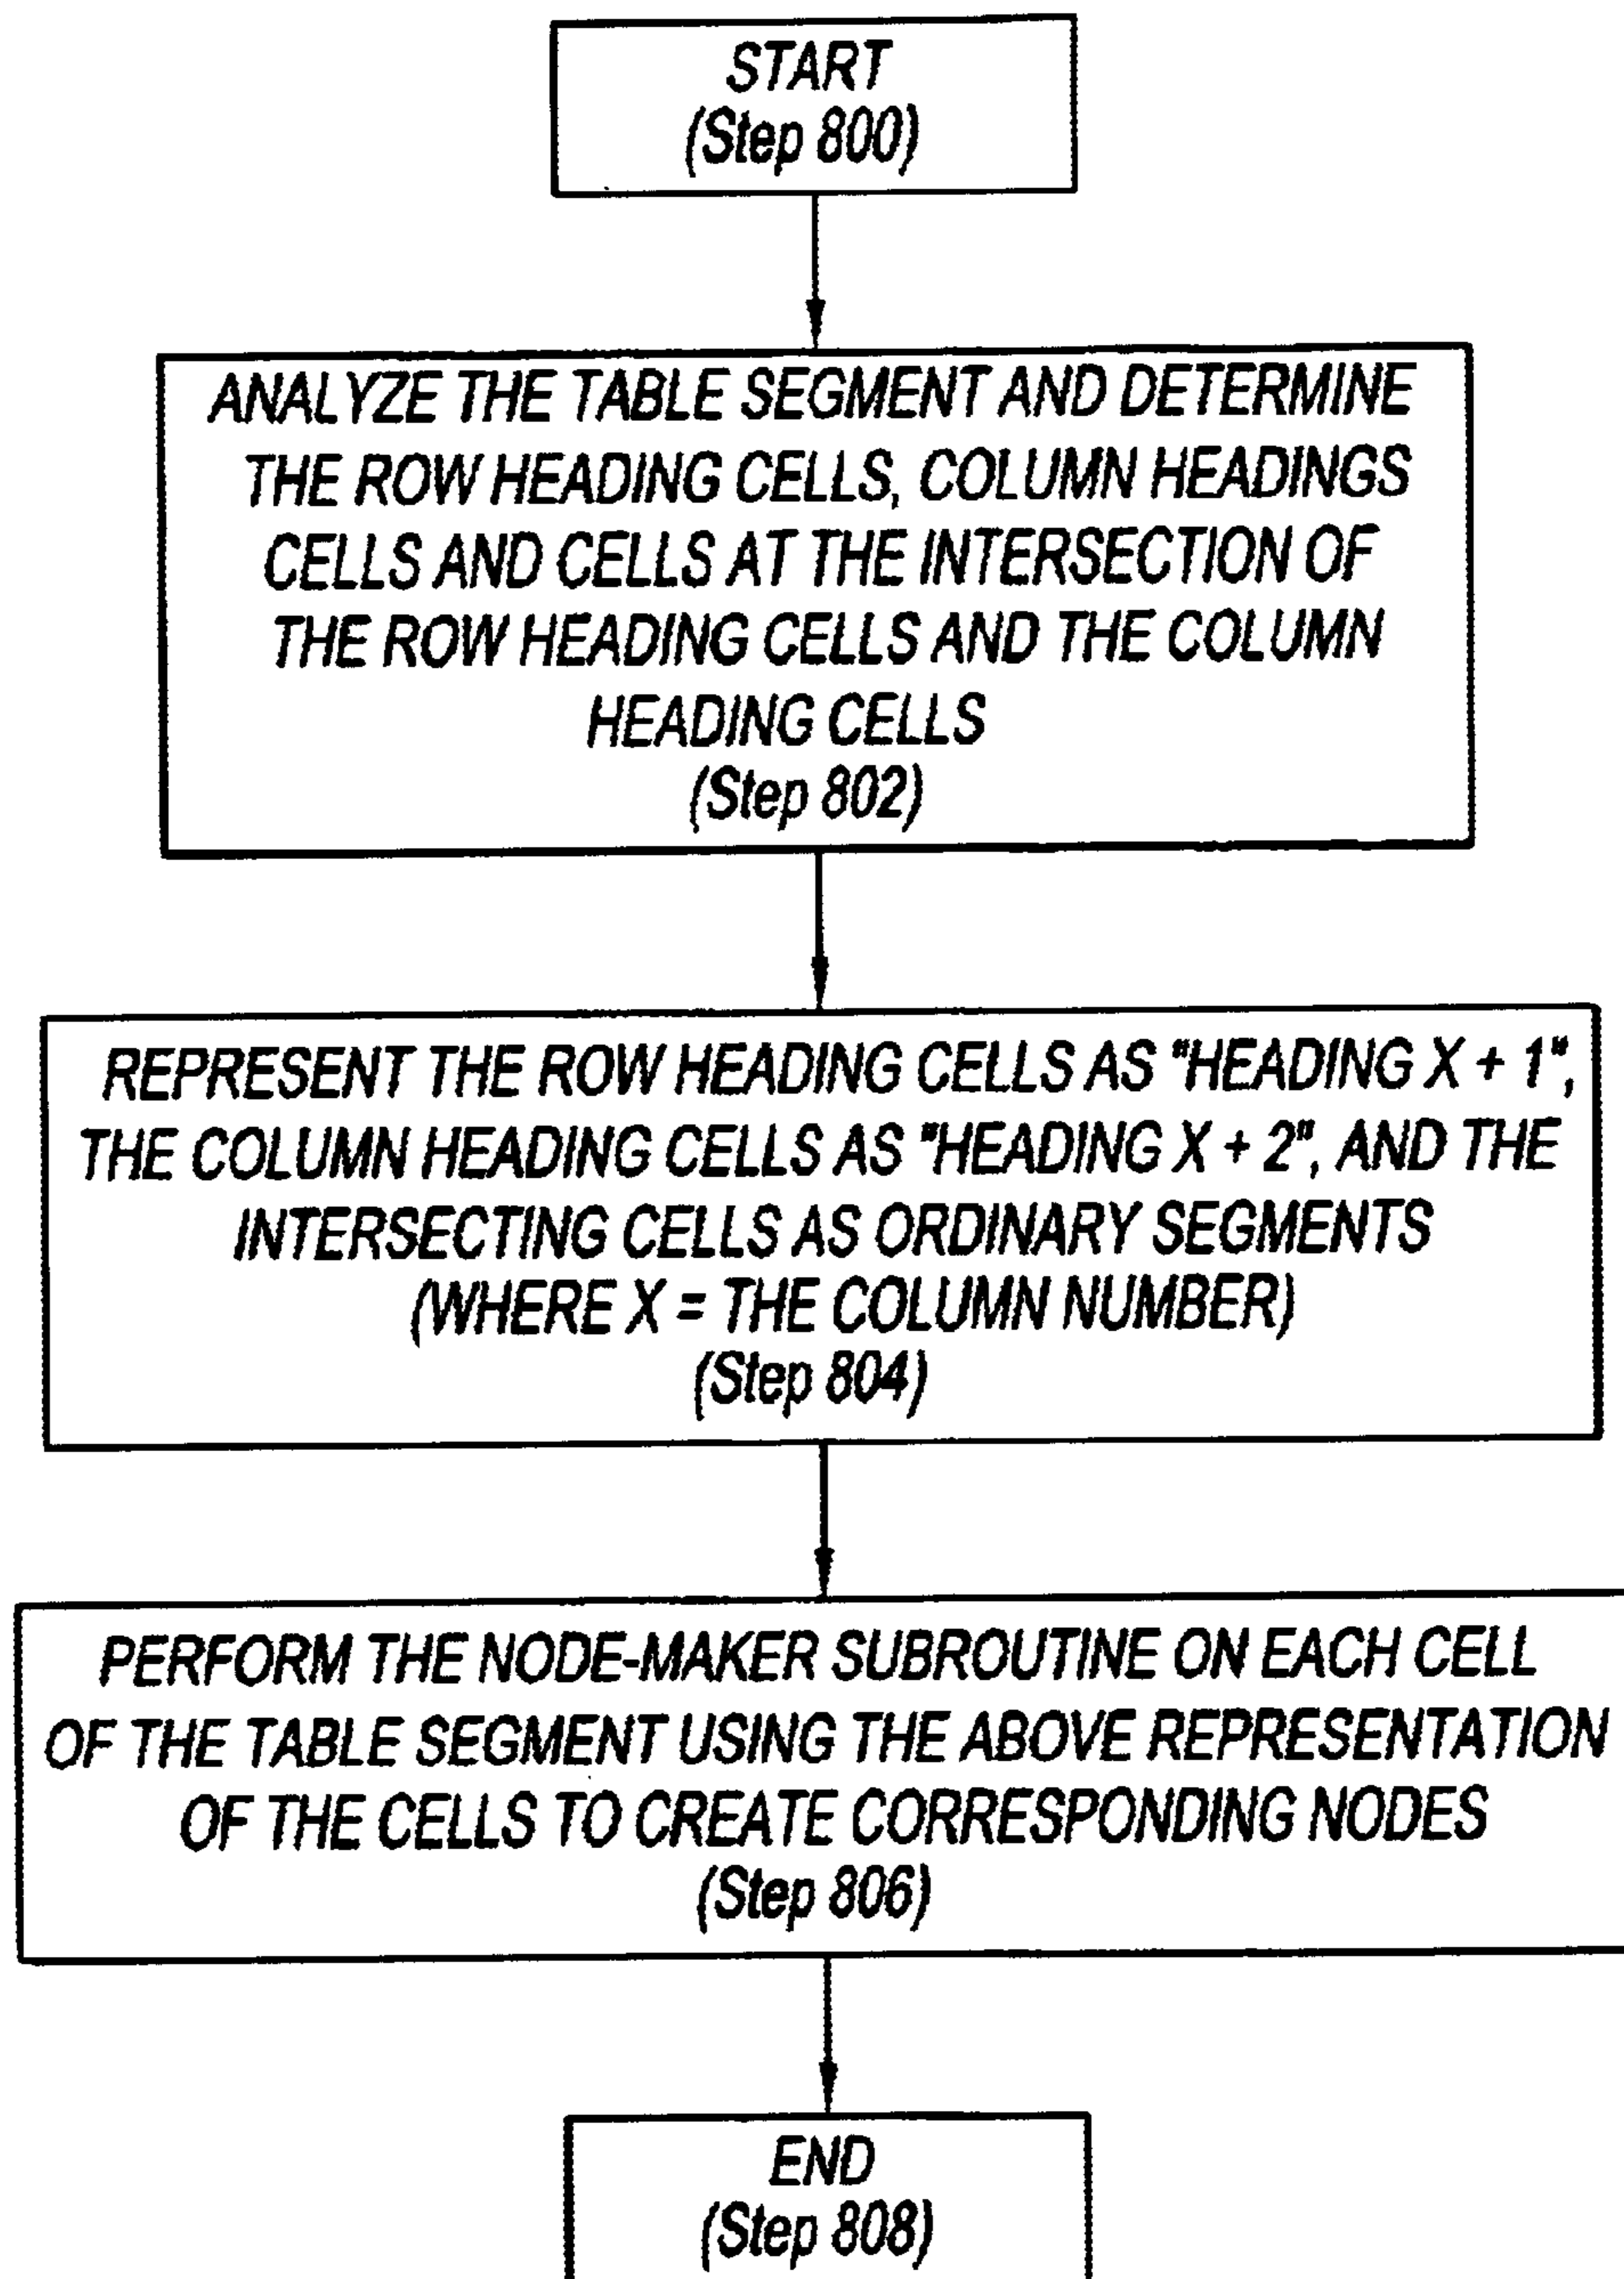 START
(Step 800)
ANALYZE THE TABLE SEGMENT AND DETERMINE
THE ROW HEADING CELLS, COLUMN HEADINGS
CELLS AND CELLS AT THE INTERSECTION OF
THE ROW HEADING CELLS AND THE COLUMN
HEADING CELLS
(Step 802)
REPRESENT THE ROW HEADING CELLS AS "HEADING X + 1",
THE COLUMN HEADING CELLS AS "HEADING X + 2", AND THE
INTERSECTING CELLS AS ORDINARY SEGMENTS
(WHERE X = THE COLUMN NUMBER)
(Step 804)
PERFORM THE NODE-MAKER SUBROUTINE ON EACH CELL
OF THE TABLE SEGMENT USING THE ABOVE REPRESENTATION
OF THE CELLS TO CREATE CORRESPONDING NODES
(Step 806)
END
(Step 808)